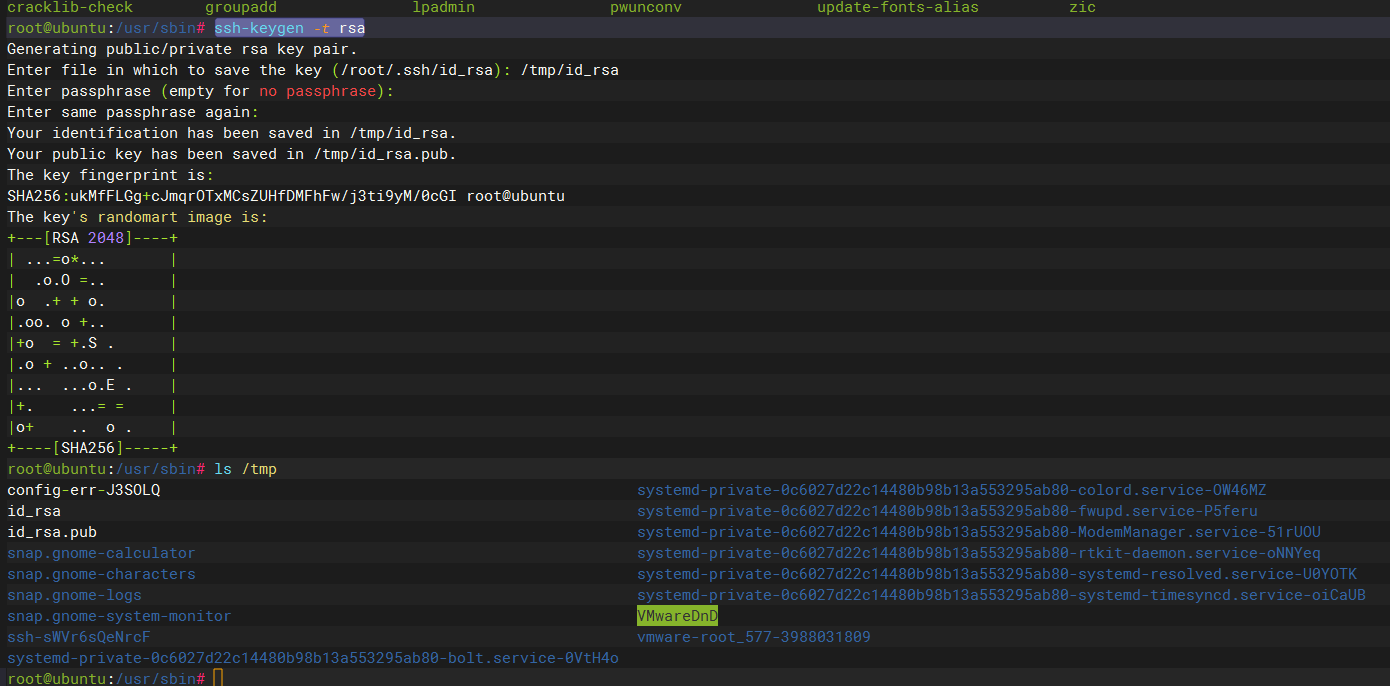 cracklib-check        groupadd               lpadmin               pwunconv               update-fonts-alias          zic
root@ubuntu:/usr/sbin# ssh-keygen -t rsa
Generating public/private rsa key pair.
Enter file in which to save the key (/root/.ssh/id_rsa): /tmp/id_rsa
Enter passphrase (empty for no passphrase):
Enter same passphrase again:
Your identification has been saved in /tmp/id_rsa.
Your public key has been saved in /tmp/id_rsa.pub.
The key fingerprint is:
SHA256:ukMfFLGg+cJmqrOTxMCsZUHfDMFhFw/j3ti9yM/0cGI root@ubuntu
The key's randomart image is:
+---[RSA 2048]----+
| ...=o*...       |
|  .o.O =..       |
|o  .+ + o.       |
|.oo. o +..       |
|+o  = +.S .      |
|.o + ..o.. .     |
|...  ...o.E .    |
|+.    ...= =     |
|o+    ..  o .    |
+----[SHA256]-----+
root@ubuntu:/usr/sbin# ls /tmp
config-err-J3SOLQ        systemd-private-0c6027d22c14480b98b13a553295ab80-colord.service-OW46MZ
id_rsa        systemd-private-0c6027d22c14480b98b13a553295ab80-fwupd.service-P5feru
id_rsa.pub        systemd-private-0c6027d22c14480b98b13a553295ab80-ModemManager.service-51rUOU
snap.gnome-calculator        systemd-private-0c6027d22c14480b98b13a553295ab80-rtkit-daemon.service-oNNYeq
snap.gnome-characters        systemd-private-0c6027d22c14480b98b13a553295ab80-systemd-resolved.service-U0YOTK
snap.gnome-logs        systemd-private-0c6027d22c14480b98b13a553295ab80-systemd-timesyncd.service-oiCaUB
snap.gnome-system-monitor        VMwareDnD
ssh-sWVr6sQeNrcF        vmware-root_577-3988031809
systemd-private-0c6027d22c14480b98b13a553295ab80-bolt.service-0VtH4o
root@ubuntu:/usr/sbin#